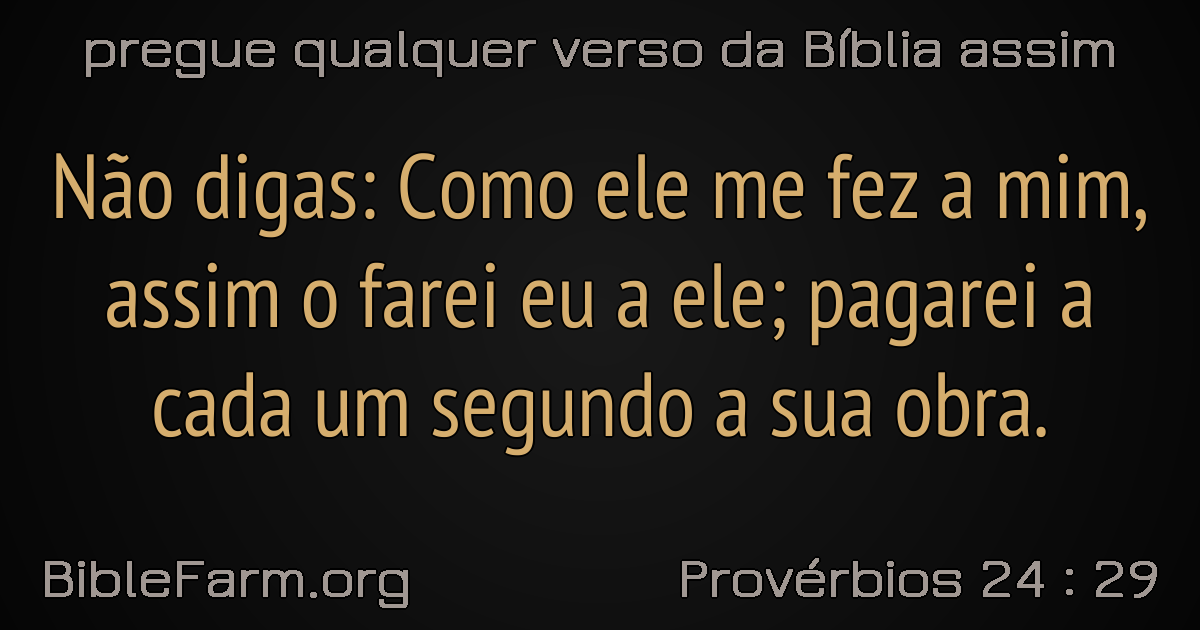 pregue qualquer verso da Bíblia assim
Não digas: Como ele me fez a mim,
assim o farei eu a ele; pagarei a
cada um segundo a sua obra.
BibleFarm.org
Provérbios 24 : 29